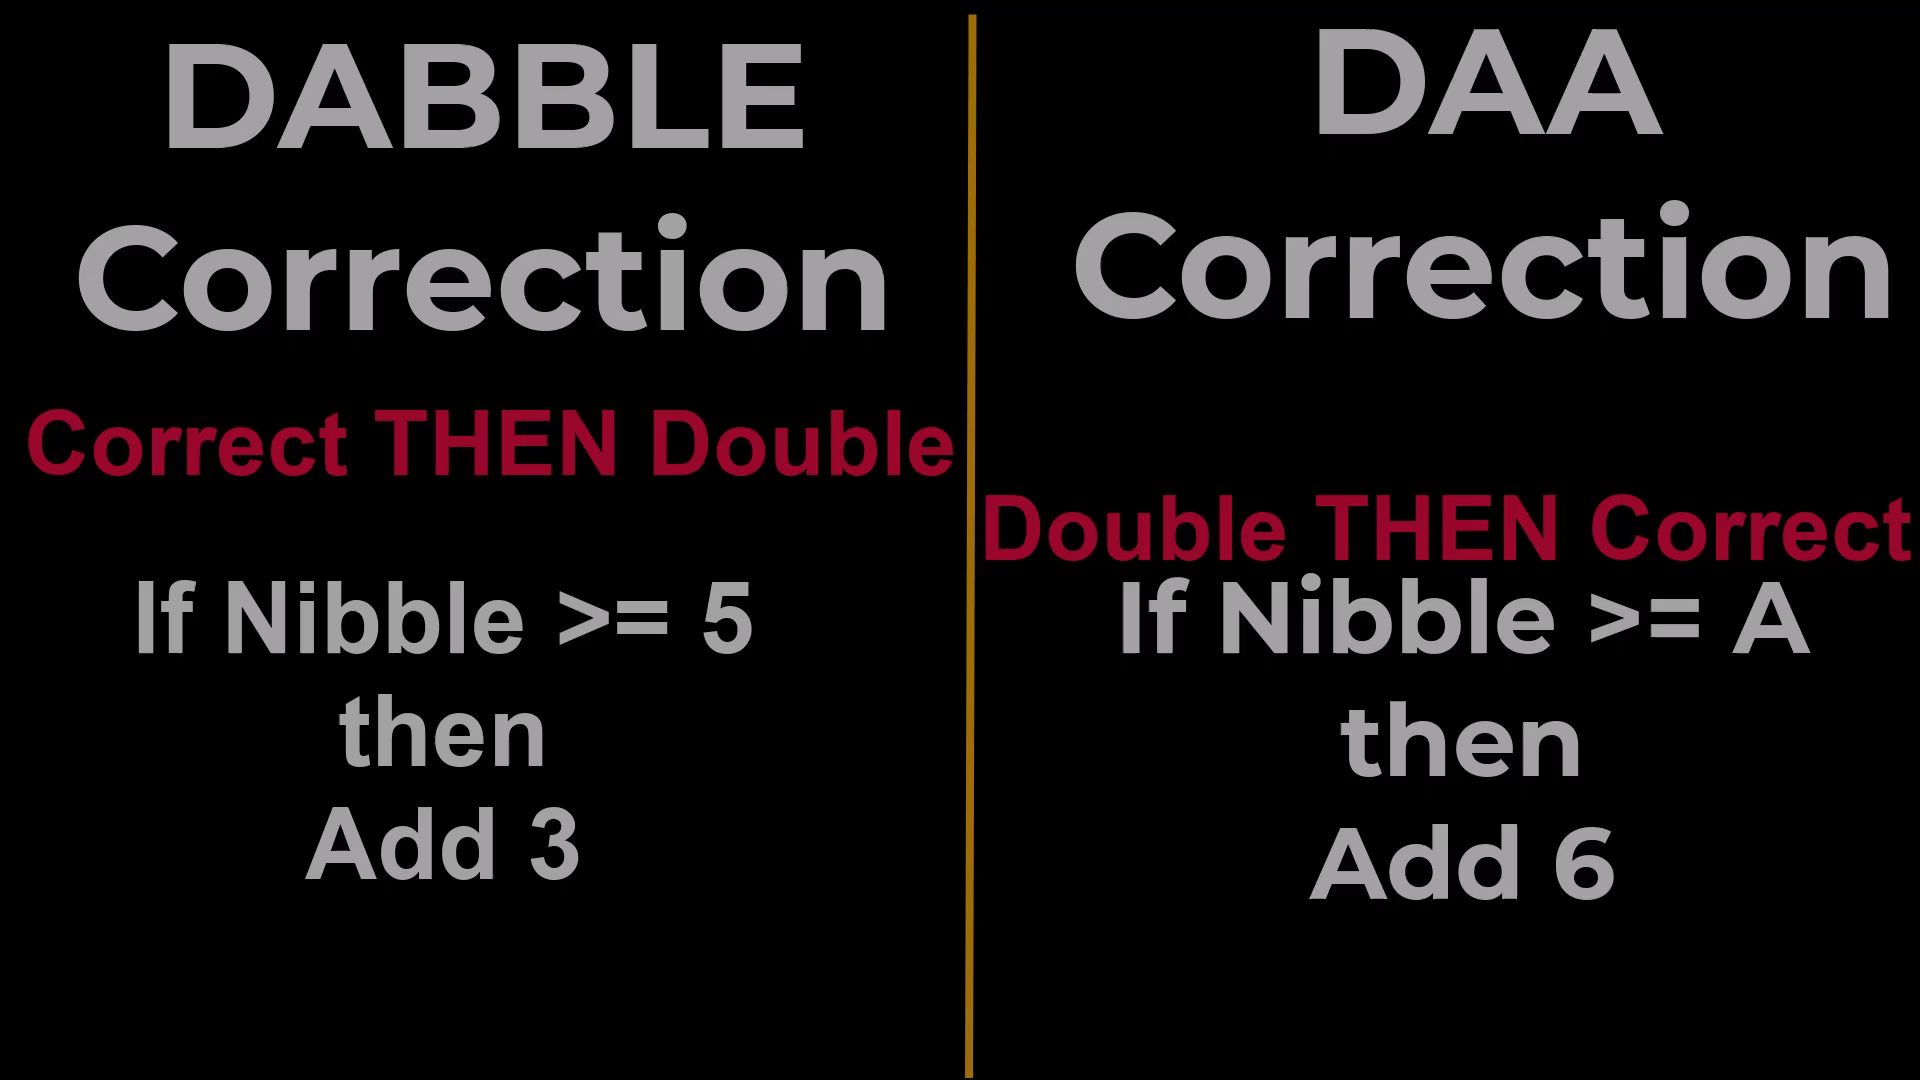 DABBLE
Correction
Correct THEN Double
If Nibble >= 5
then
Add 3
DAA
Correction
Double THEN Correct
If Nibble >= A
then
Add 6